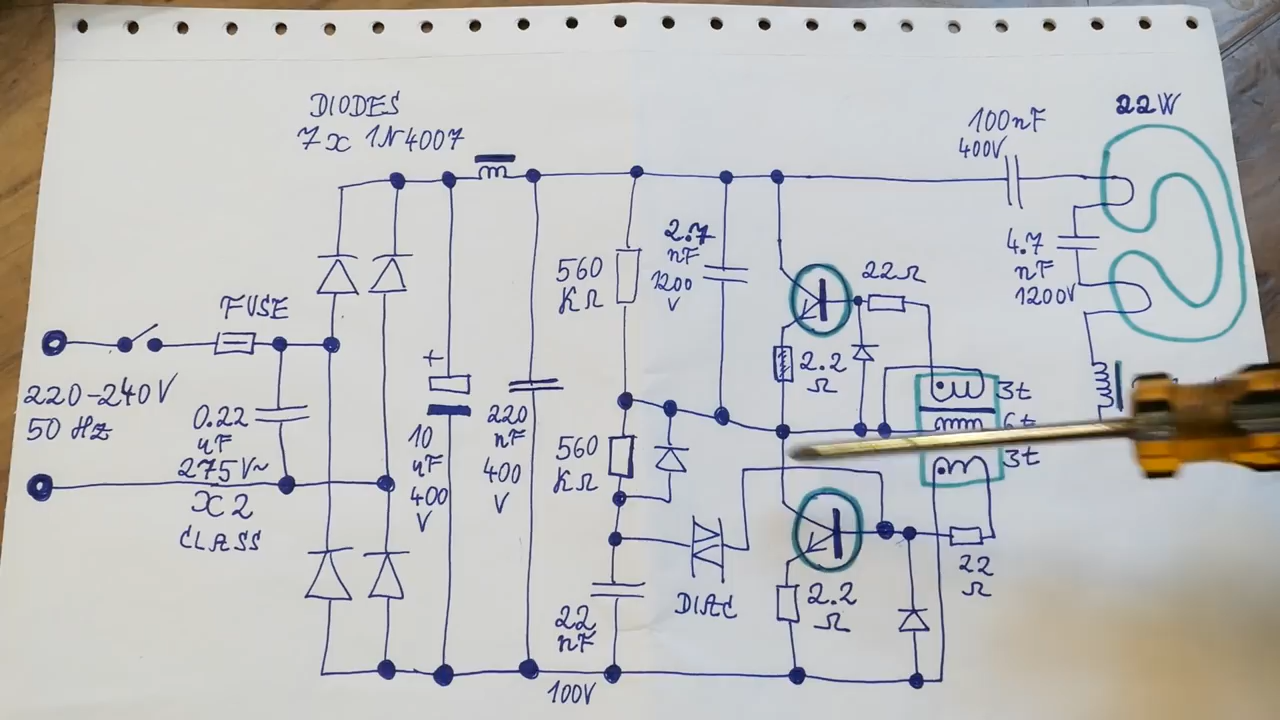 DIODES
7x 1N4007
22W
100nF
400V
2.7
nF
1200
V
560
KΩ
22Ω
4.7
nF
1200V
FUSE
220-240V
50 Hz
0.22
uF
275V~
X2
CLASS
+
10
uF
400
V
220
nF
400
V
2.2
Ω
3t
6t
3t
560
KΩ
DIAC
22
nF
2.2
Ω
22
Ω
100V